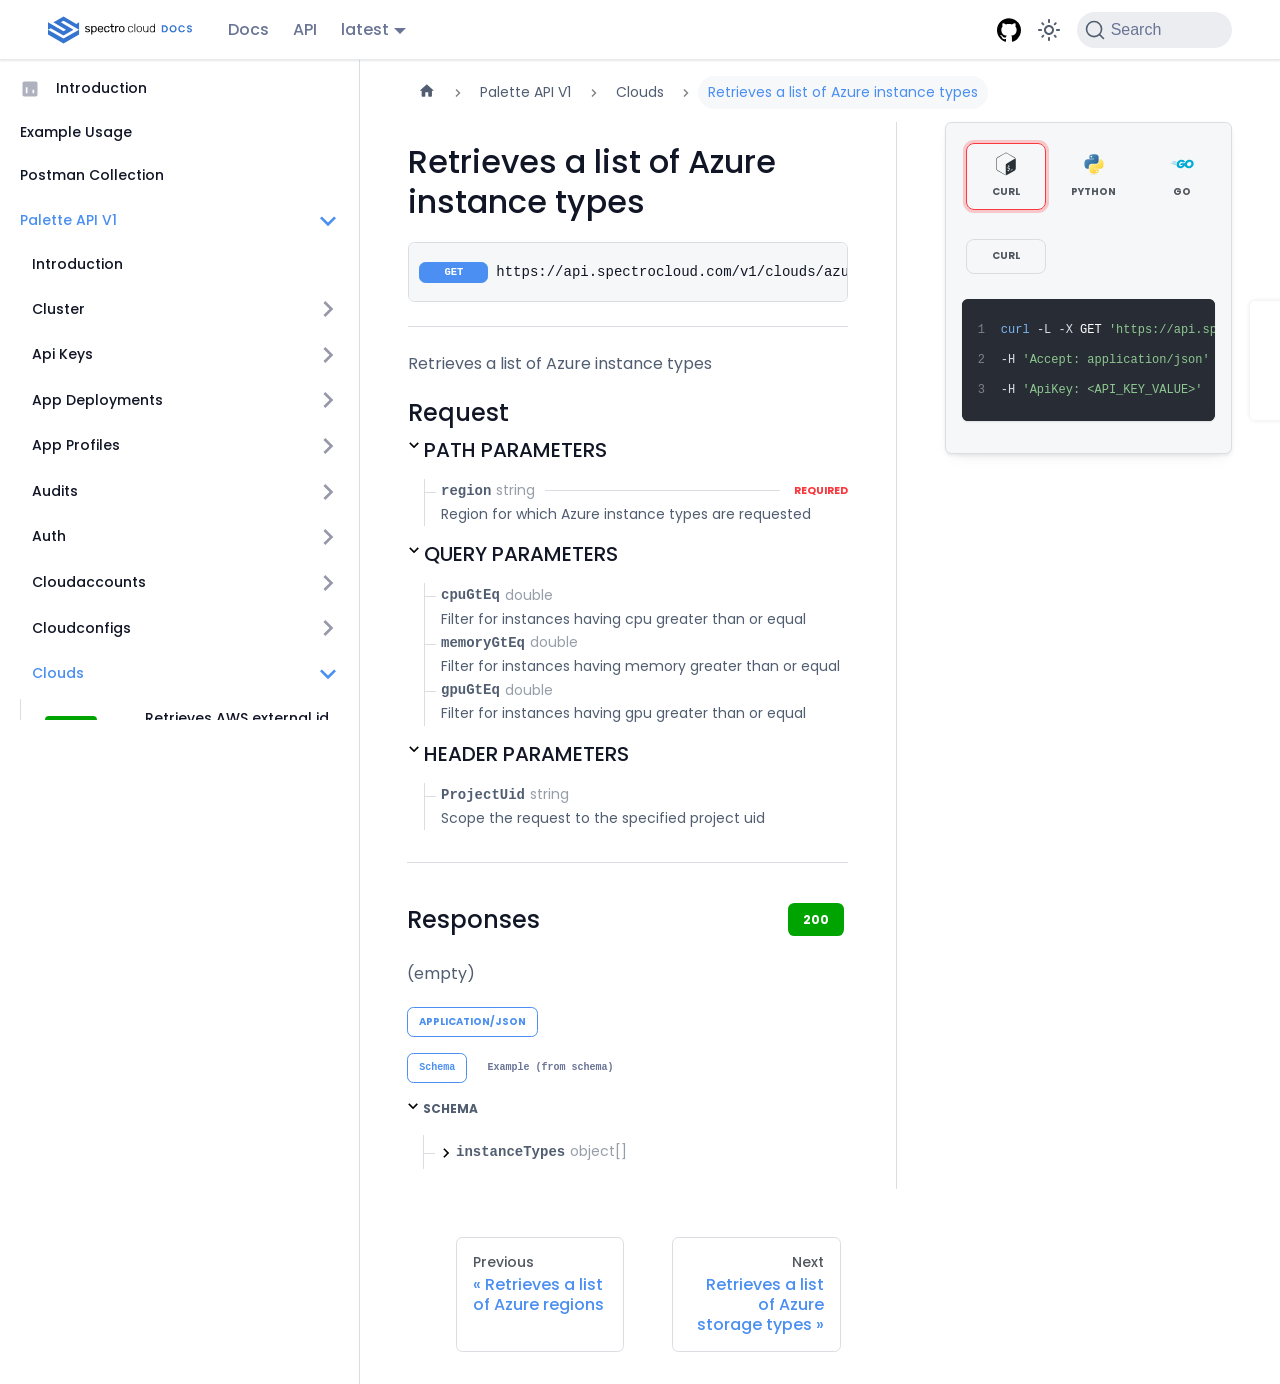 spectro cloud DOCS
Docs
API
latest
Search
Introduction
Example Usage
Postman Collection
Palette API V1
Introduction
Cluster
Api Keys
App Deployments
App Profiles
Audits
Auth
Cloudaccounts
Cloudconfigs
Clouds
Retrieves AWS external id
Palette API V1
Clouds
Retrieves a list of Azure instance types
Retrieves a list of Azure
instance types
GET https://api.spectrocloud.com/v1/clouds/azu
Retrieves a list of Azure instance types
Request
PATH PARAMETERS
region string REQUIRED
Region for which Azure instance types are requested
QUERY PARAMETERS
cpuGtEq double
Filter for instances having cpu greater than or equal
memoryGtEq double
Filter for instances having memory greater than or equal
gpuGtEq double
Filter for instances having gpu greater than or equal
HEADER PARAMETERS
ProjectUid string
Scope the request to the specified project uid
Responses
200
(empty)
APPLICATION/JSON
Schema
Example (from schema)
SCHEMA
instanceTypes object[]
Previous
« Retrieves a list
of Azure regions
Next
Retrieves a list
of Azure
storage types »
CURL
PYTHON
GO
GO
CURL
1 curl -L -X GET 'https://api.sp
2 -H 'Accept: application/json'
3 -H 'ApiKey: <API_KEY_VALUE>'